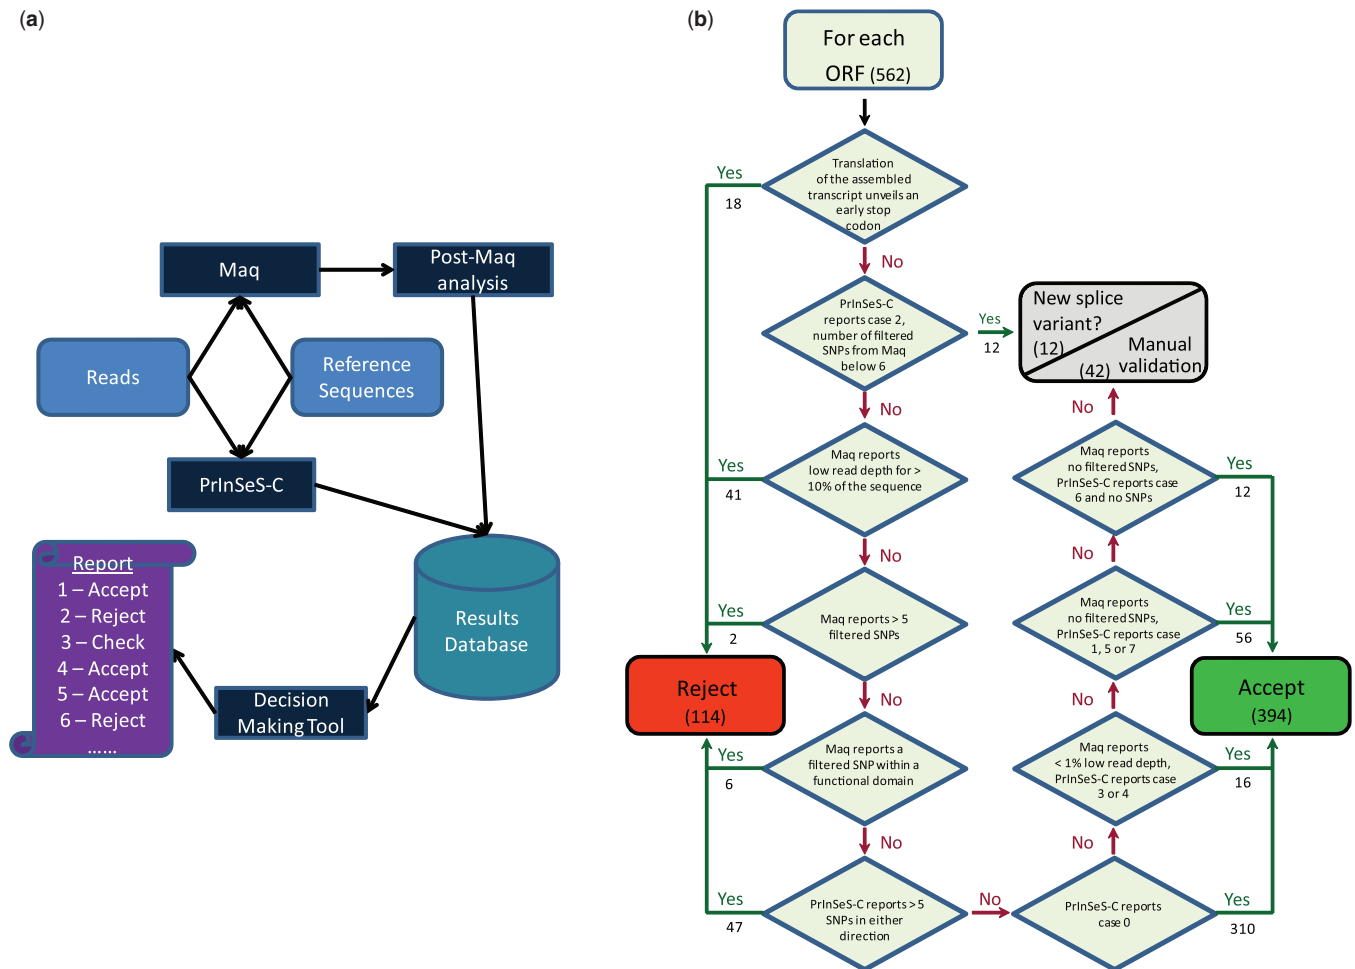 (a)
Maq
Post-Maq
analysis
Reads
Reference
Sequences
PrInSeS-C
Report
1 – Accept
2 – Reject
3 – Check
4 – Accept
5 – Accept
6 – Reject
......
Results
Database
Decision
Making Tool
(b)
For each
ORF (562)
Translation
of the assembled
transcript unveils an
early stop
codon
Yes
18
No
PrInSeS-C
reports case 2,
number of filtered
SNPs from Maq
below 6
Yes
12
New splice
variant?
(12)
Manual
(42) validation
No
Maq reports
low read depth for >
10% of the sequence
Yes
41
No
Maq reports > 5
filtered SNPs
Yes
2
Reject
(114)
No
Maq reports a
filtered SNP within a
functional domain
Yes
6
No
PrInSeS-C reports > 5
SNPs in either
direction
Yes
47
No
PrInSeS-C reports
case 0
Yes
310
No
Maq reports
< 1% low read depth,
PrInSeS-C reports case
3 or 4
Yes
16
No
Maq reports
no filtered SNPs,
PrInSeS-C reports case
1, 5 or 7
Yes
56
No
Maq reports
no filtered SNPs,
PrInSeS-C reports case
6 and no SNPs
Yes
12
No
Accept
(394)